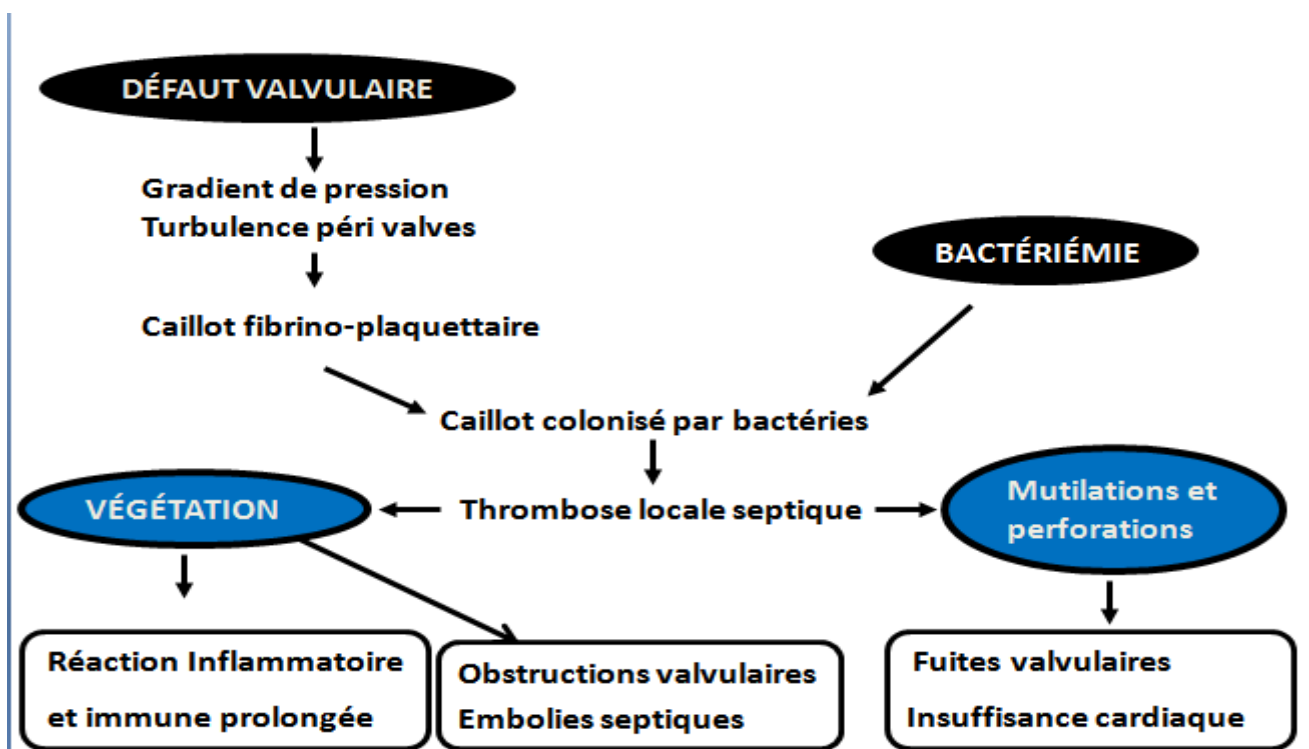 DÉFAUT VALVULAIRE
Gradient de pression
Turbulence péri valves
BACTÉRIÉMIE
Caillot fibrino-plaquettaire
Caillot colonisé par bactéries
VÉGÉTATION
Thrombose locale septique
Mutilations et
perforations
Réaction Inflammatoire
et immune prolongée
Obstructions valvulaires
Embolies septiques
Fuites valvulaires
Insuffisance cardiaque